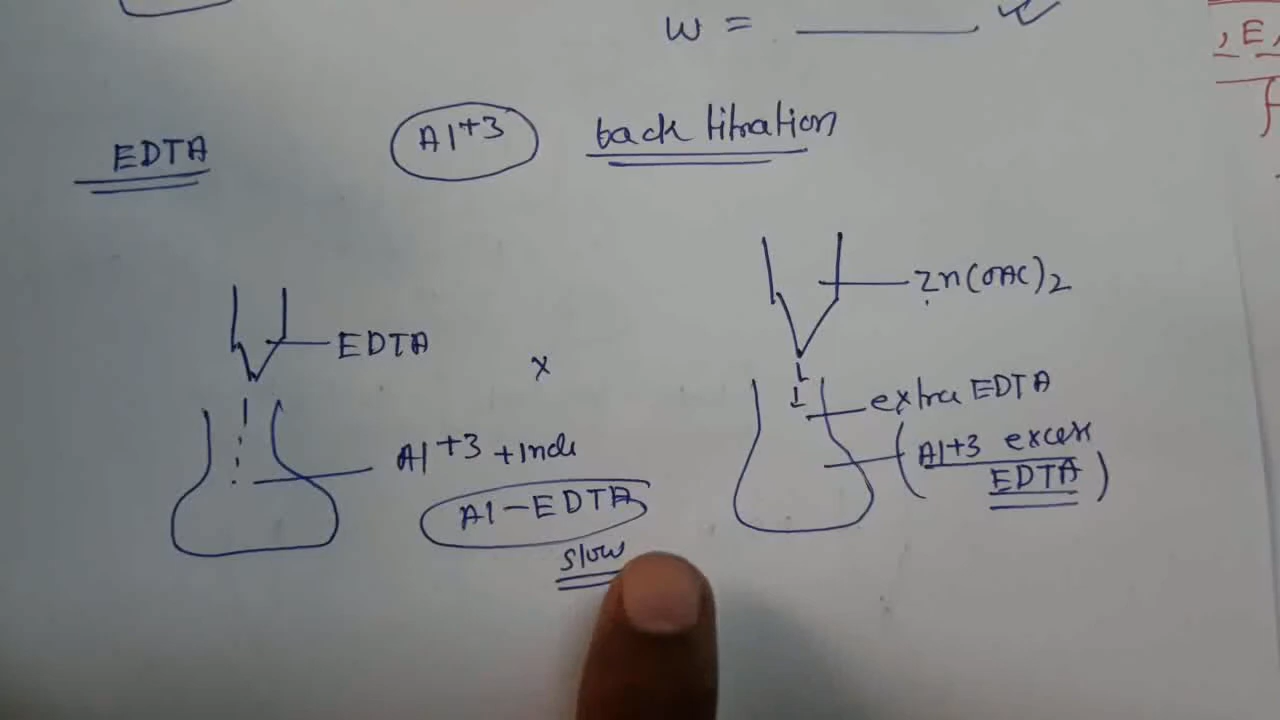 w = ______
, E,
EDTA
Al+3
back titration
EDTA
x
Al+3 + Indi
Al-EDTA
slow
Zn(OAC)2
extra EDTA
(Al+3 excess
EDTA)